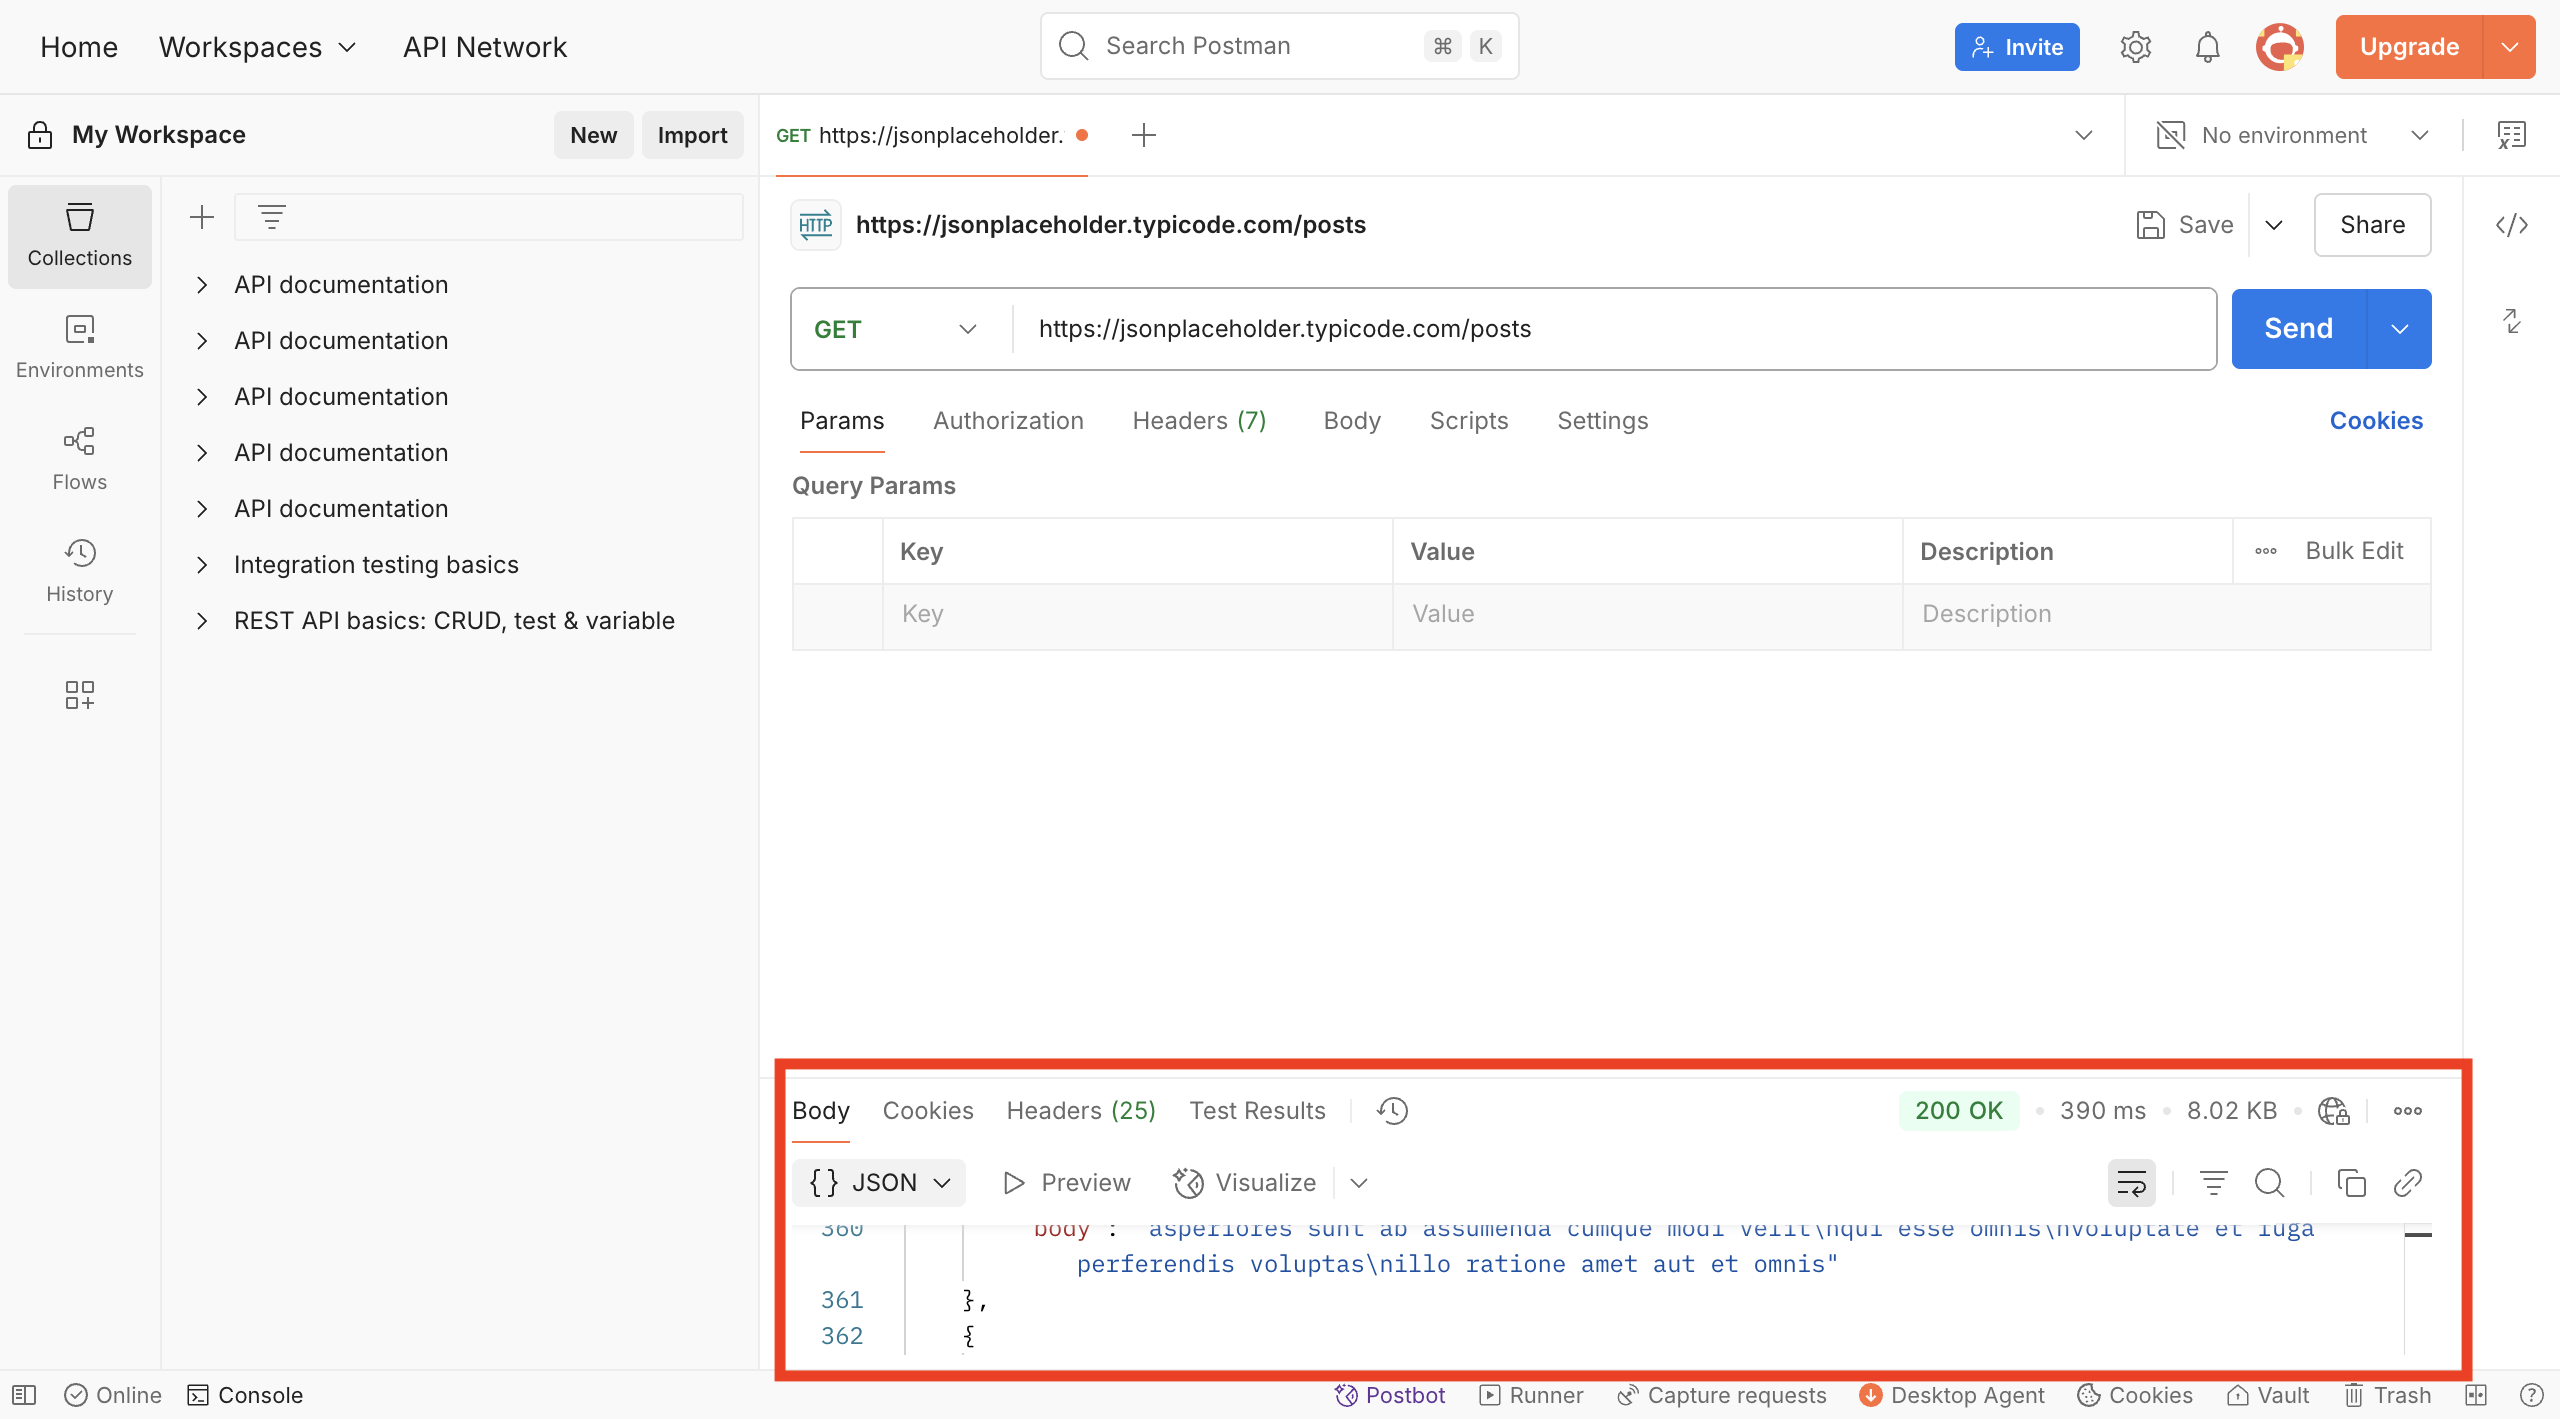 Home Workspaces API Network Search Postman ⌘ K Invite Upgrade
My Workspace New Import GET https://jsonplaceholder. No environment
Collections
Environments
Flows
History
API documentation
API documentation
API documentation
API documentation
API documentation
Integration testing basics
REST API basics: CRUD, test & variable
HTTP https://jsonplaceholder.typicode.com/posts Save Share
GET https://jsonplaceholder.typicode.com/posts Send
Params Authorization Headers (7) Body Scripts Settings Cookies
Query Params
Key Value Description Bulk Edit
Key Value Description
Body Cookies Headers (25) Test Results 200 OK 390 ms 8.02 KB
{} JSON Preview Visualize
360 body : asperiores sunt ab assumenda cumque modi velit\nqui esse omnis\nvoluptate et fuga
perferendis voluptas\nillo ratione amet aut et omnis"
361 },
362 {
Online Console Postbot Runner Capture requests Desktop Agent Cookies Vault Trash